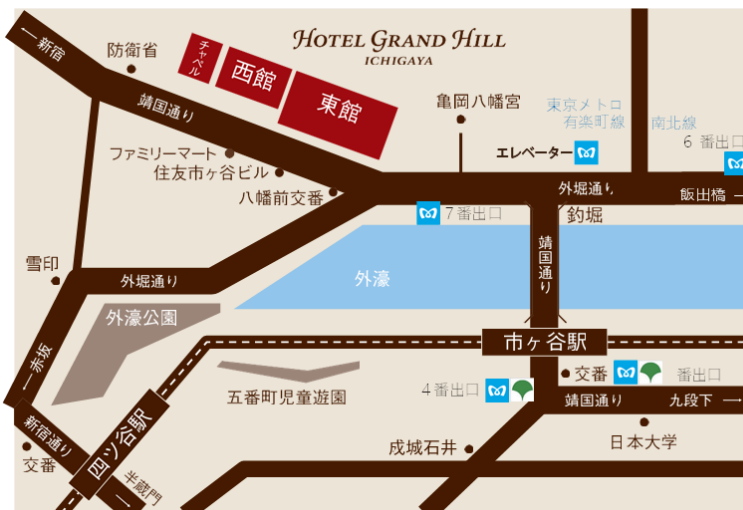 HOTEL GRAND HILL
ICHIGAYA
← 新宿
防衛省
チャペル
西館
東館
靖国通り
亀岡八幡宮
東京メトロ
有楽町線
南北線
6 番出口
エレベーター
ファミリーマート
住友市ヶ谷ビル
八幡前交番
外堀通り
飯田橋 →
7番出口
釣堀
靖国通り
雪印
外堀通り
外濠
外濠公園
市ヶ谷駅
← 赤坂
五番町児童遊園
4番出口
交番
番出口
靖国通り
九段下 →
新宿通り
四ツ谷駅
成城石井
日本大学
交番
半蔵門
→